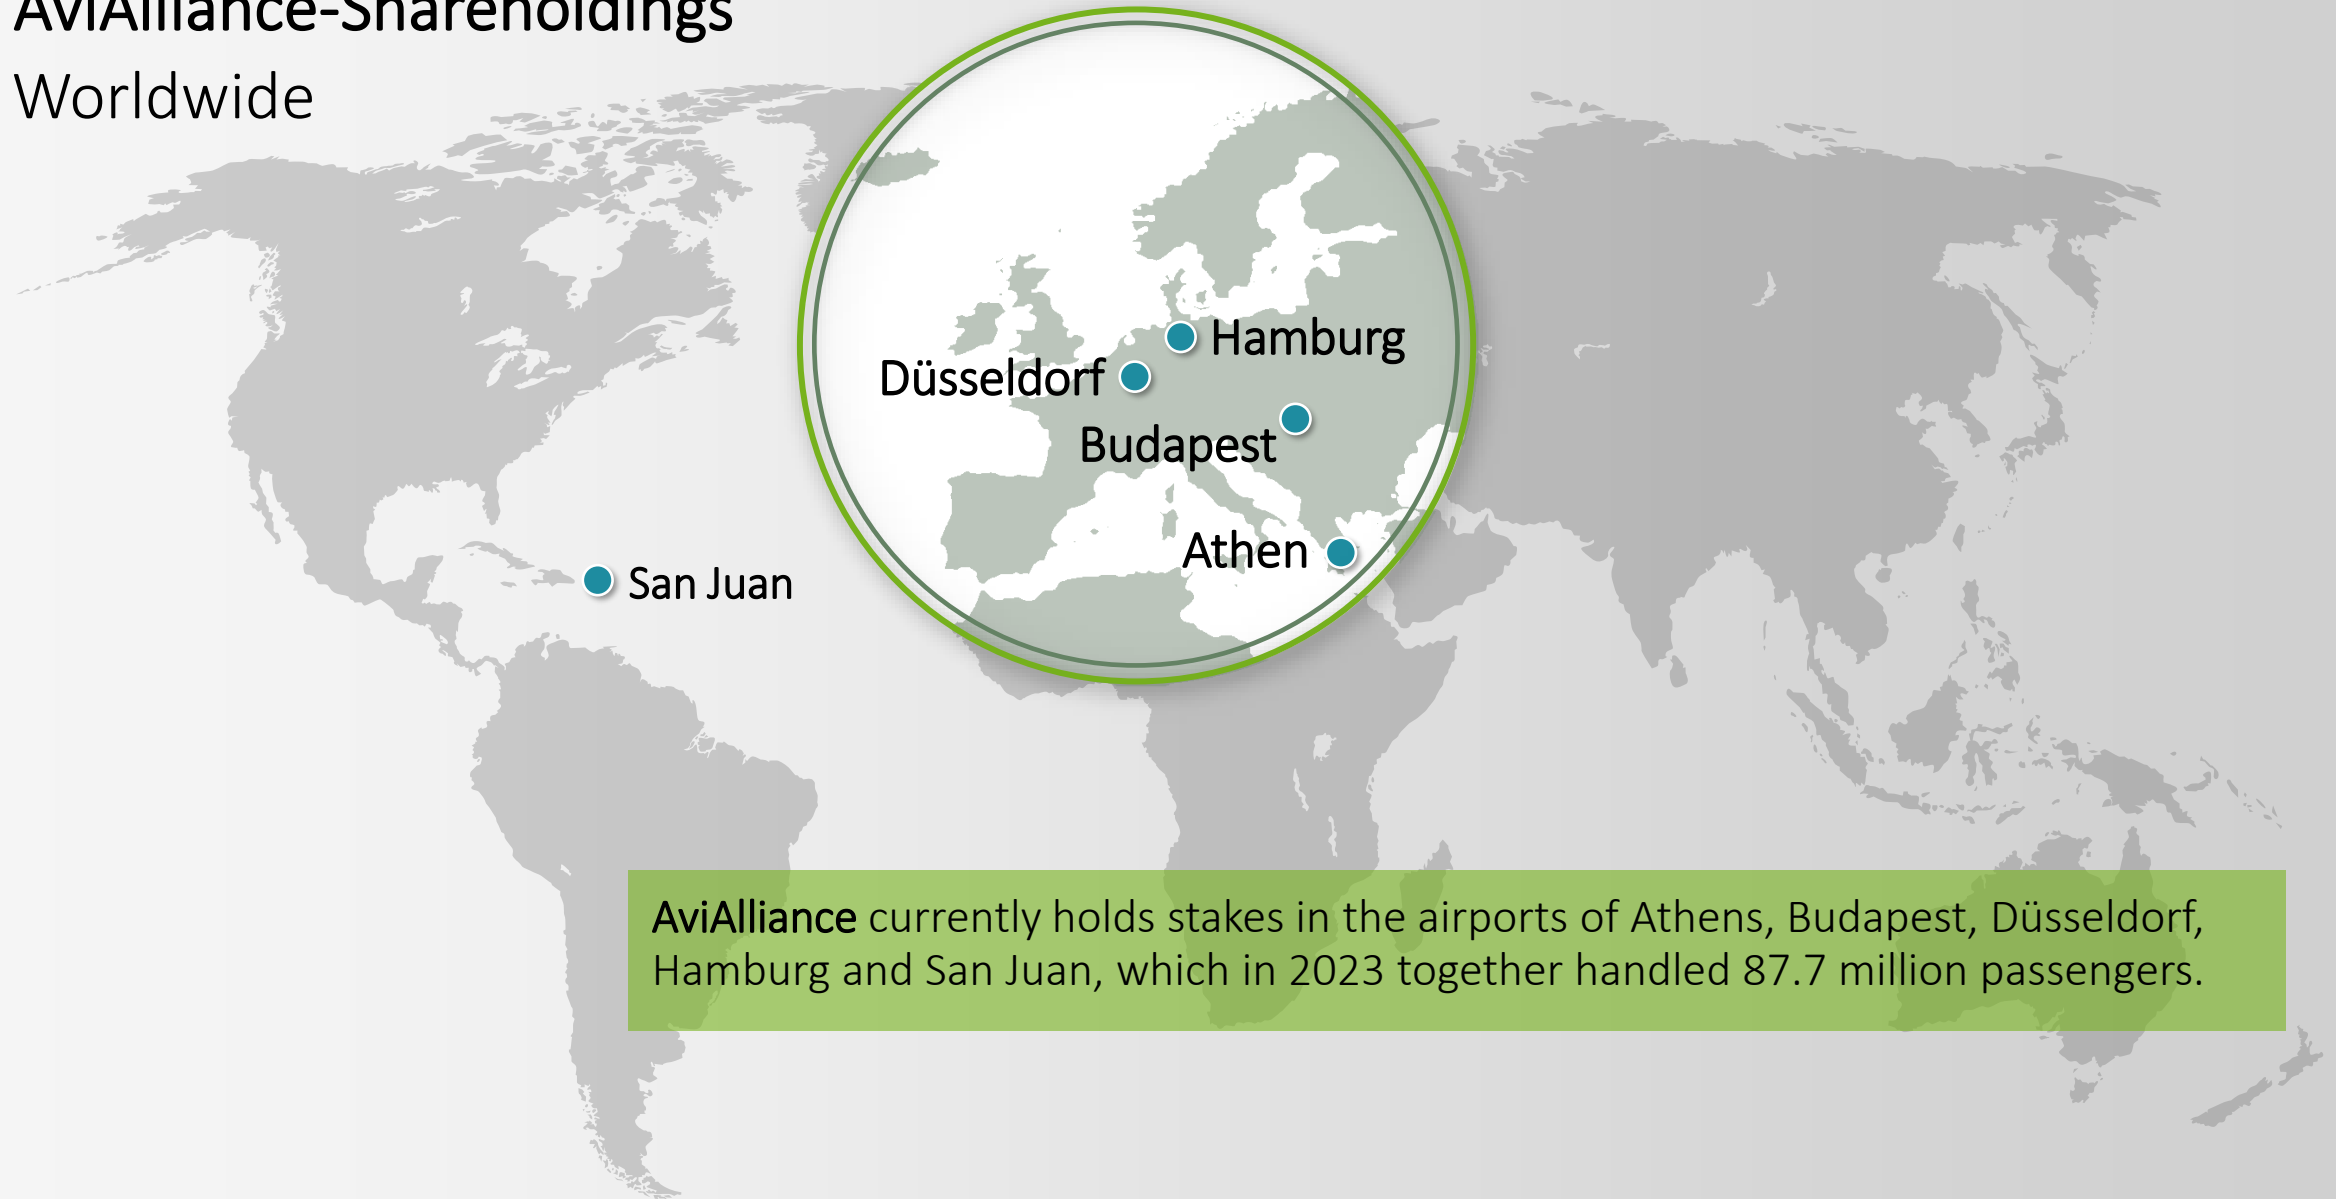 AviAlliance-Shareholdings
Worldwide
Hamburg
Düsseldorf
Budapest
Athen
San Juan
AviAlliance currently holds stakes in the airports of Athens, Budapest, Düsseldorf,
Hamburg and San Juan, which in 2023 together handled 87.7 million passengers.